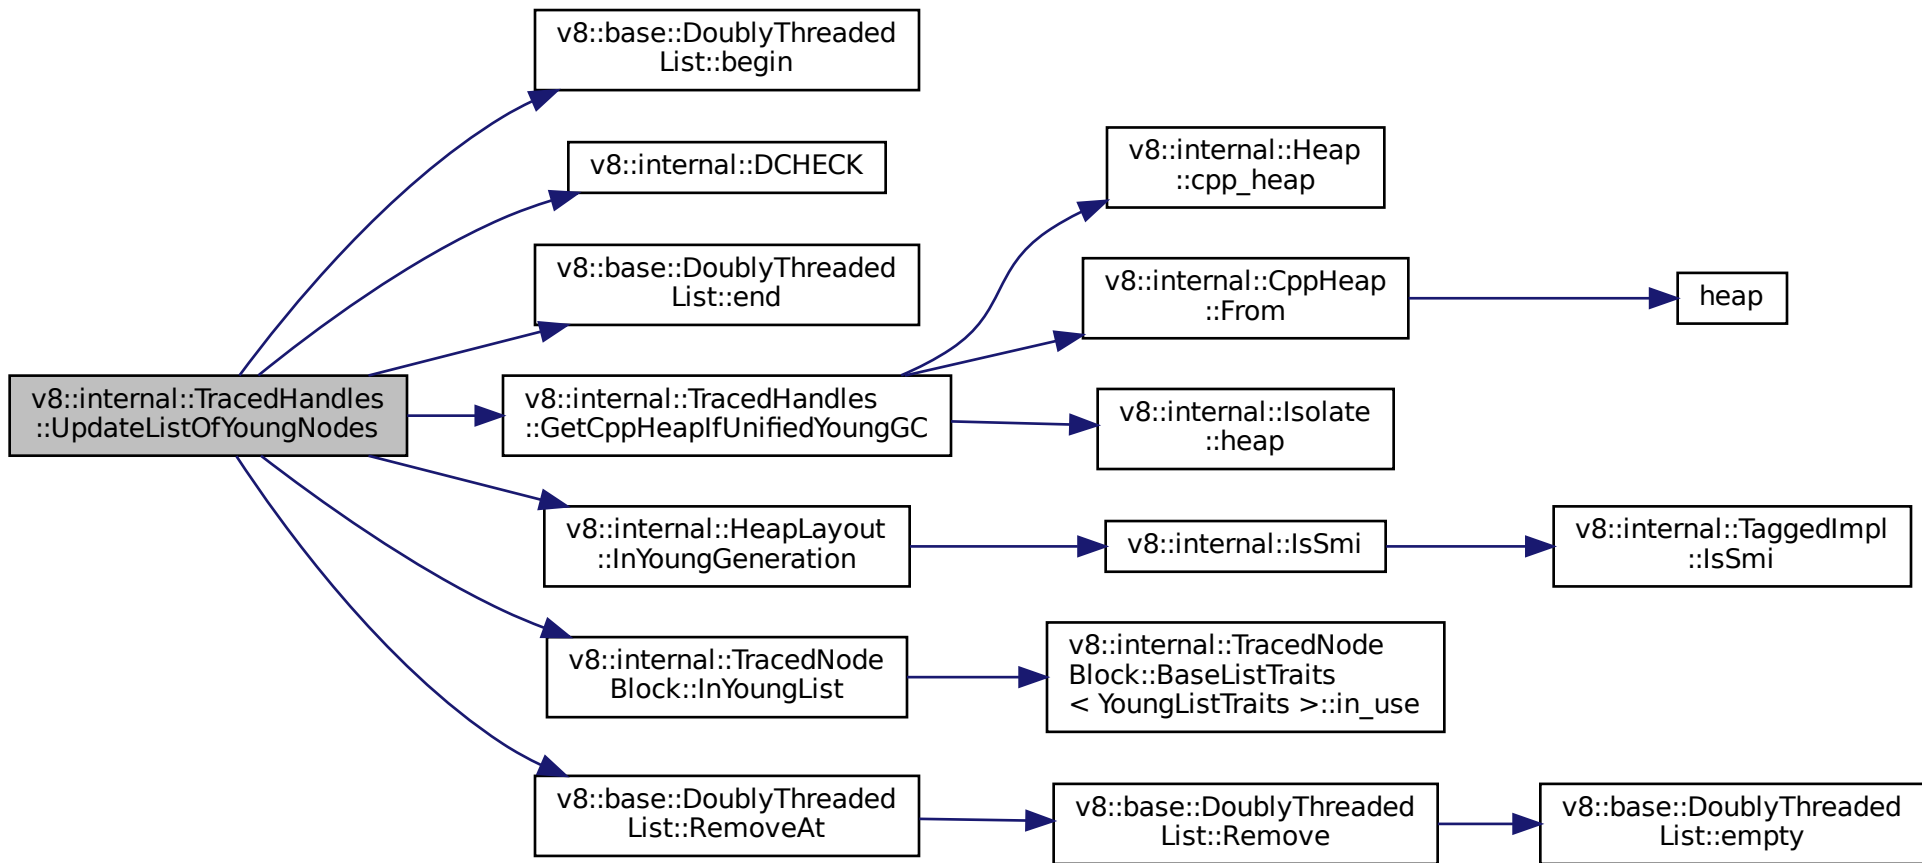 v8::base::DoublyThreaded
List::begin
v8::internal::DCHECK
v8::base::DoublyThreaded
List::end
v8::internal::TracedHandles
::UpdateListOfYoungNodes
v8::internal::TracedHandles
::GetCppHeapIfUnifiedYoungGC
v8::internal::Heap
::cpp_heap
v8::internal::CppHeap
::From
heap
v8::internal::Isolate
::heap
v8::internal::HeapLayout
::InYoungGeneration
v8::internal::IsSmi
v8::internal::TaggedImpl
::IsSmi
v8::internal::TracedNode
Block::InYoungList
v8::internal::TracedNode
Block::BaseListTraits
< YoungListTraits >::in_use
v8::base::DoublyThreaded
List::RemoveAt
v8::base::DoublyThreaded
List::Remove
v8::base::DoublyThreaded
List::empty